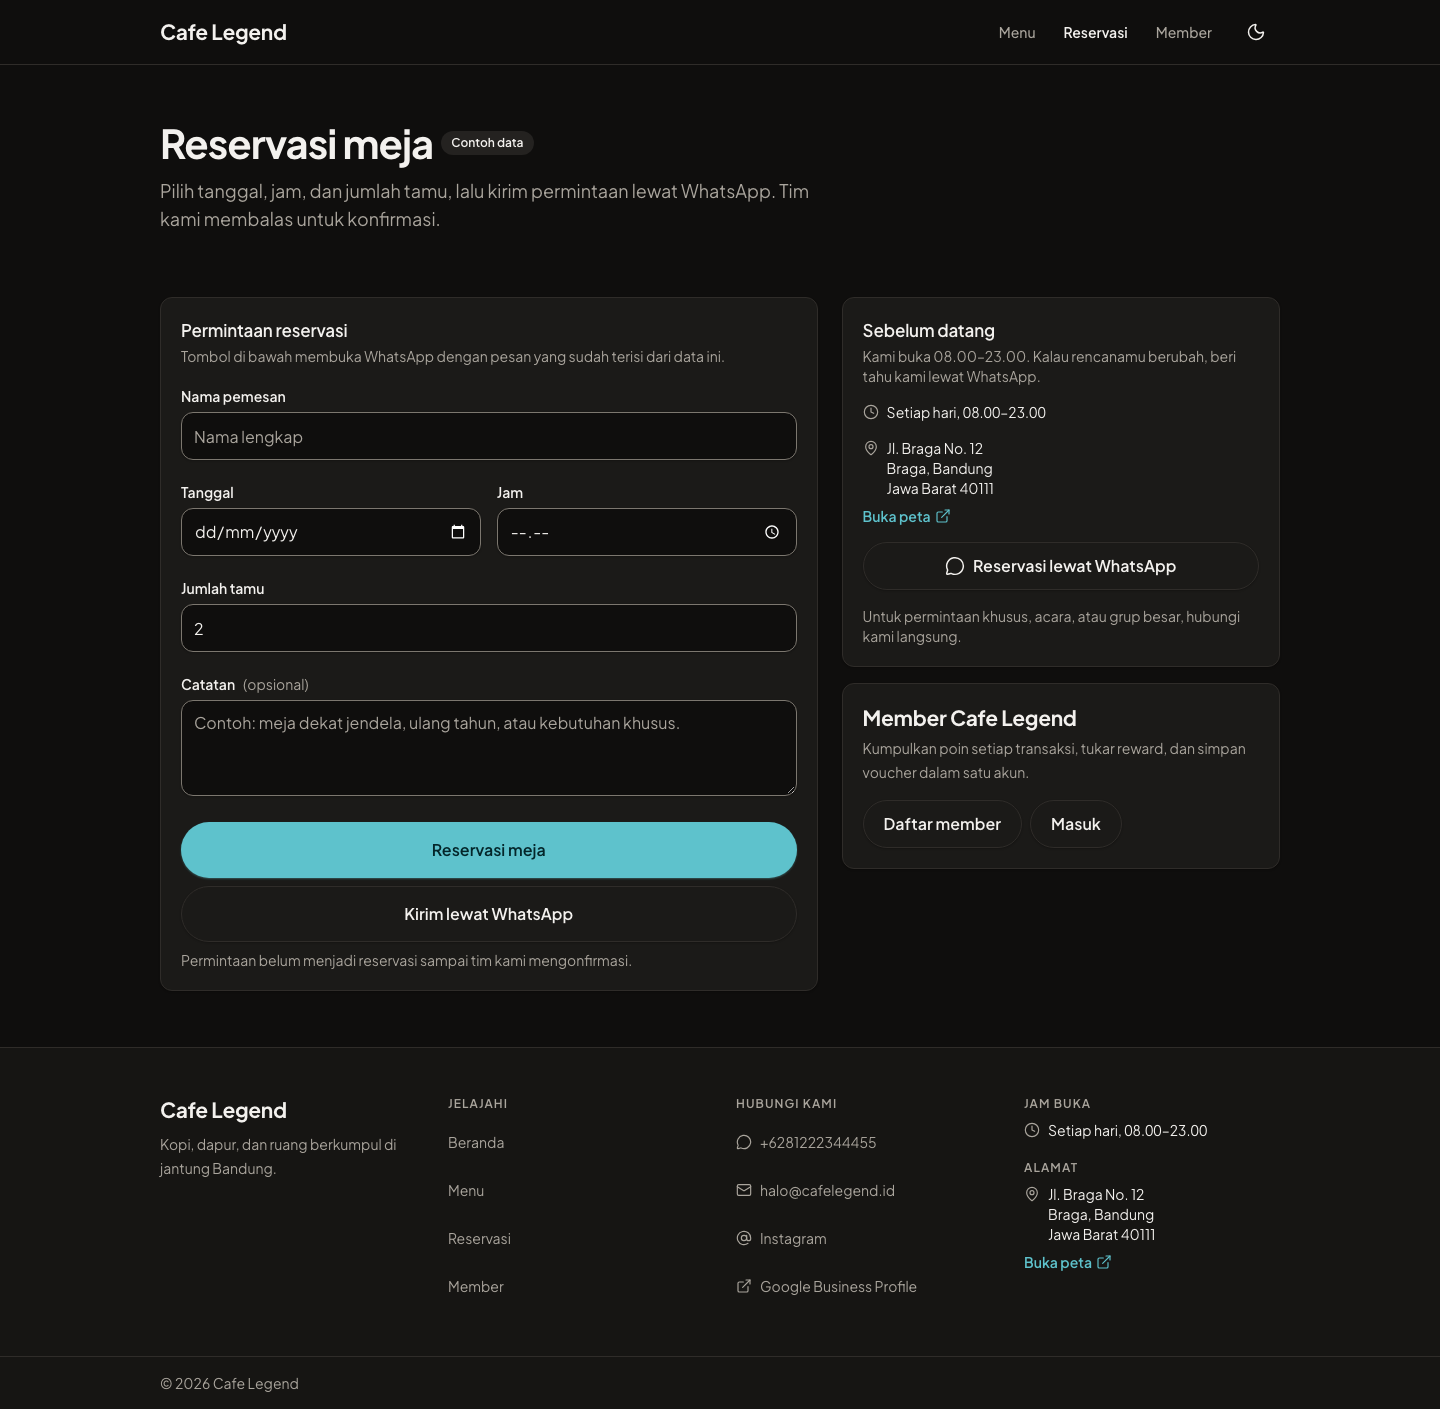 Cafe Legend
Menu
Reservasi
Member
Reservasi meja
Contoh data
Pilih tanggal, jam, dan jumlah tamu, lalu kirim permintaan lewat WhatsApp. Tim
kami membalas untuk konfirmasi.
Permintaan reservasi
Tombol di bawah membuka WhatsApp dengan pesan yang sudah terisi dari data ini.
Nama pemesan
Nama lengkap
Tanggal
Jam
dd/mm/yyyy
--.--
Jumlah tamu
2
Catatan (opsional)
Contoh: meja dekat jendela, ulang tahun, atau kebutuhan khusus.
Reservasi meja
Kirim lewat WhatsApp
Permintaan belum menjadi reservasi sampai tim kami mengonfirmasi.
Sebelum datang
Kami buka 08.00–23.00. Kalau rencanamu berubah, beri
tahu kami lewat WhatsApp.
Setiap hari, 08.00–23.00
Jl. Braga No. 12
Braga, Bandung
Jawa Barat 40111
Buka peta
Reservasi lewat WhatsApp
Untuk permintaan khusus, acara, atau grup besar, hubungi
kami langsung.
Member Cafe Legend
Kumpulkan poin setiap transaksi, tukar reward, dan simpan
voucher dalam satu akun.
Daftar member
Masuk
Cafe Legend
Kopi, dapur, dan ruang berkumpul di
jantung Bandung.
JELAJAHI
Beranda
Menu
Reservasi
Member
HUBUNGI KAMI
+6281222344455
halo@cafelegend.id
Instagram
Google Business Profile
JAM BUKA
Setiap hari, 08.00–23.00
ALAMAT
Jl. Braga No. 12
Braga, Bandung
Jawa Barat 40111
Buka peta
© 2026 Cafe Legend